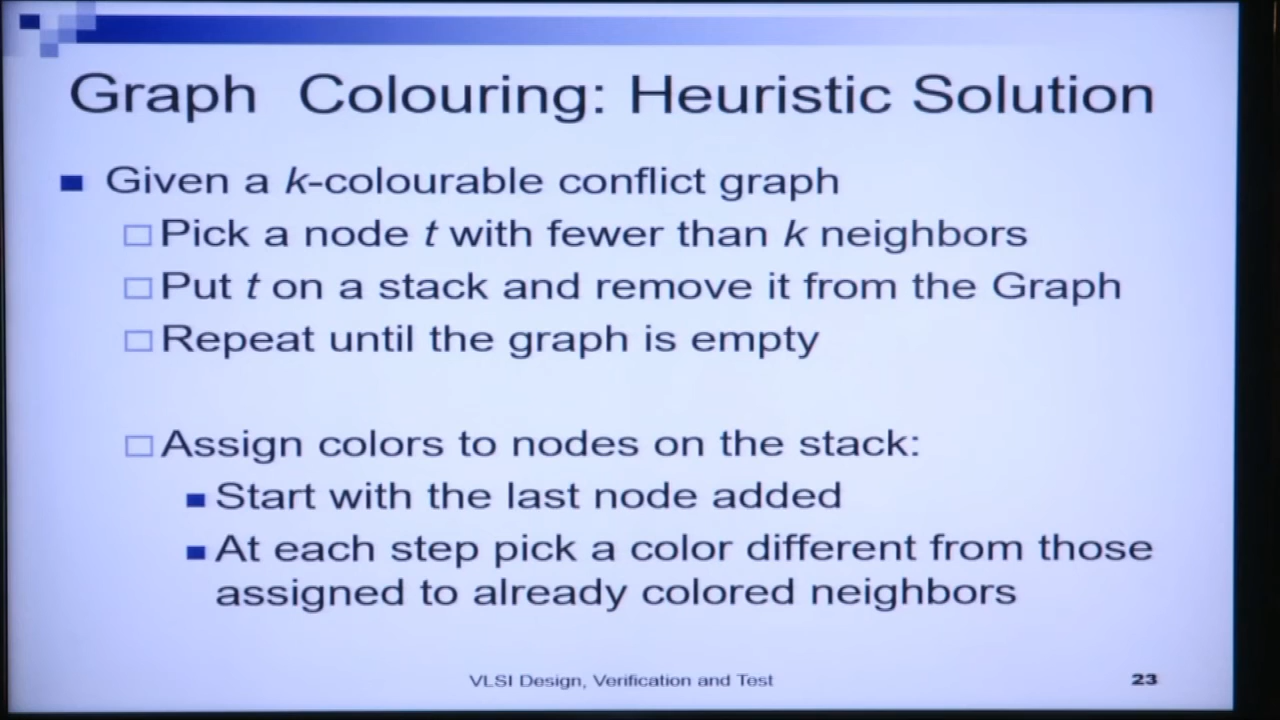 Graph Colouring: Heuristic Solution
Given a k-colourable conflict graph
Pick a node t with fewer than k neighbors
Put t on a stack and remove it from the Graph
Repeat until the graph is empty
Assign colors to nodes on the stack:
Start with the last node added
At each step pick a color different from those
assigned to already colored neighbors
VLSI Design, Verification and Test
23